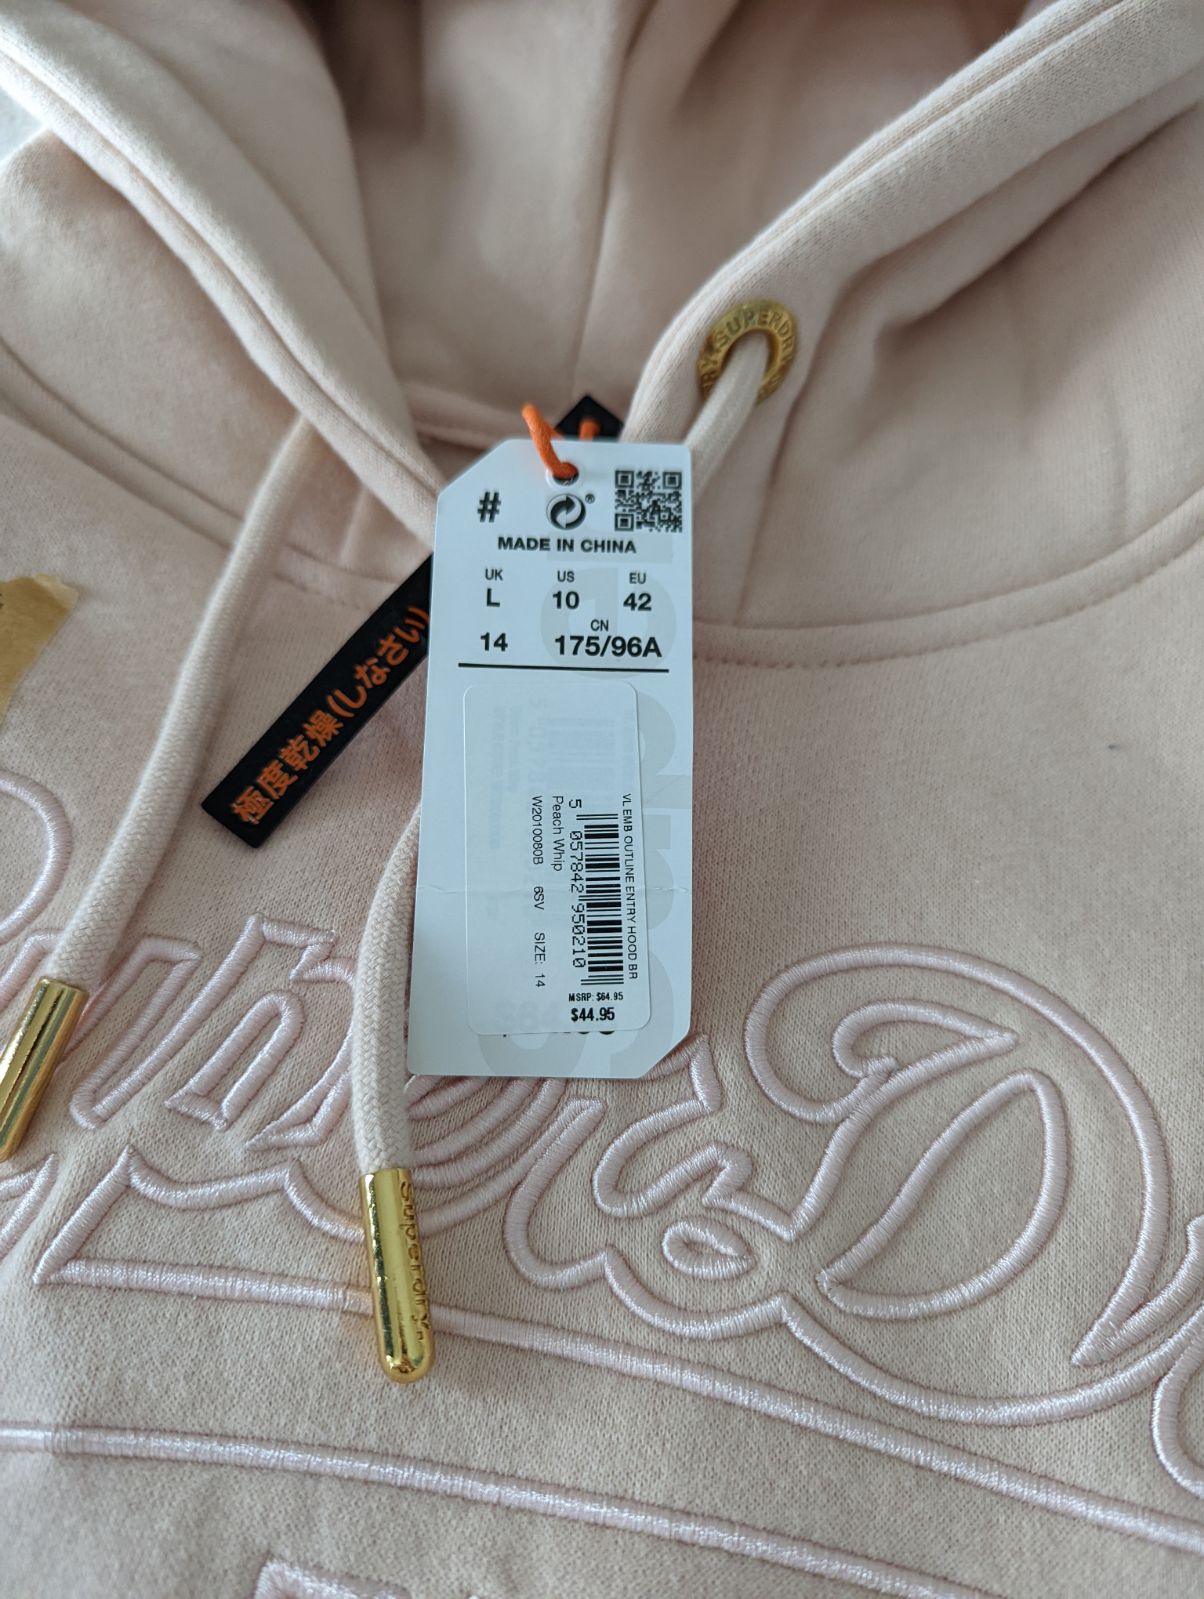 SUPERDRY
#
®
MADE IN CHINA
UK US EU
L 10 42
CN
14 175/96A
極度乾燥(しなさい)
VL EMB OUTLINE ENTRY HOOD BR
5 057842 950210
Peach Whip
W2010080B 6SV SIZE: 14
MSRP: $64.95
$44.95
Superdry.